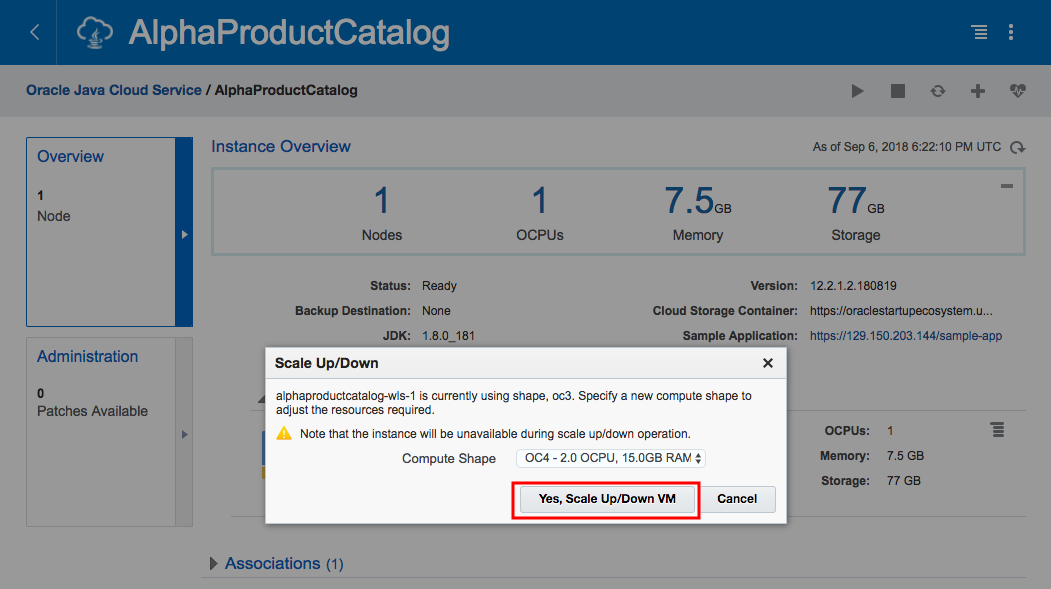 AlphaProductCatalog
Oracle Java Cloud Service / AlphaProductCatalog
Overview
1
Node
Administration
0
Patches Available
Instance Overview
As of Sep 6, 2018 6:22:10 PM UTC
1
Nodes
1
OCPUs
7.5GB
Memory
77GB
Storage
Status: Ready
Backup Destination: None
JDK: 1.8.0_181
Version: 12.2.1.2.180819
Cloud Storage Container: https://oraclestartupecosystem.u...
Sample Application: https://129.150.203.144/sample-app
Scale Up/Down
alphaproductcatalog-wls-1 is currently using shape, oc3. Specify a new compute shape to
adjust the resources required.
Note that the instance will be unavailable during scale up/down operation.
Compute Shape OC4 - 2.0 OCPU, 15.0GB RAM
Yes, Scale Up/Down VM
Cancel
OCPUs: 1
Memory: 7.5 GB
Storage: 77 GB
Associations (1)